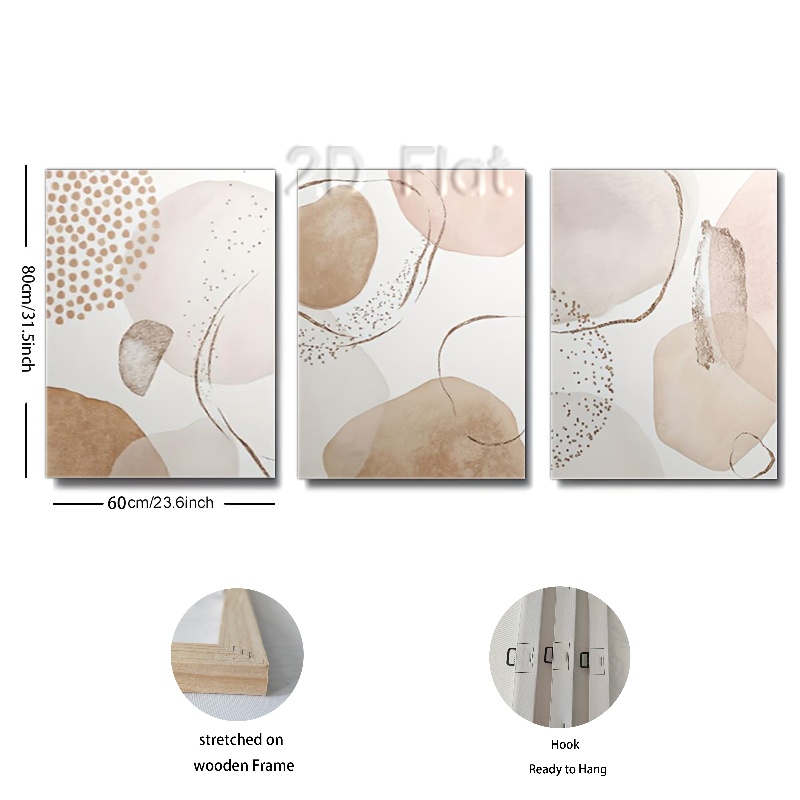 2D Flat
80cm/31.5inch
60cm/23.6inch
stretched on
wooden Frame
Hook
Ready to Hang